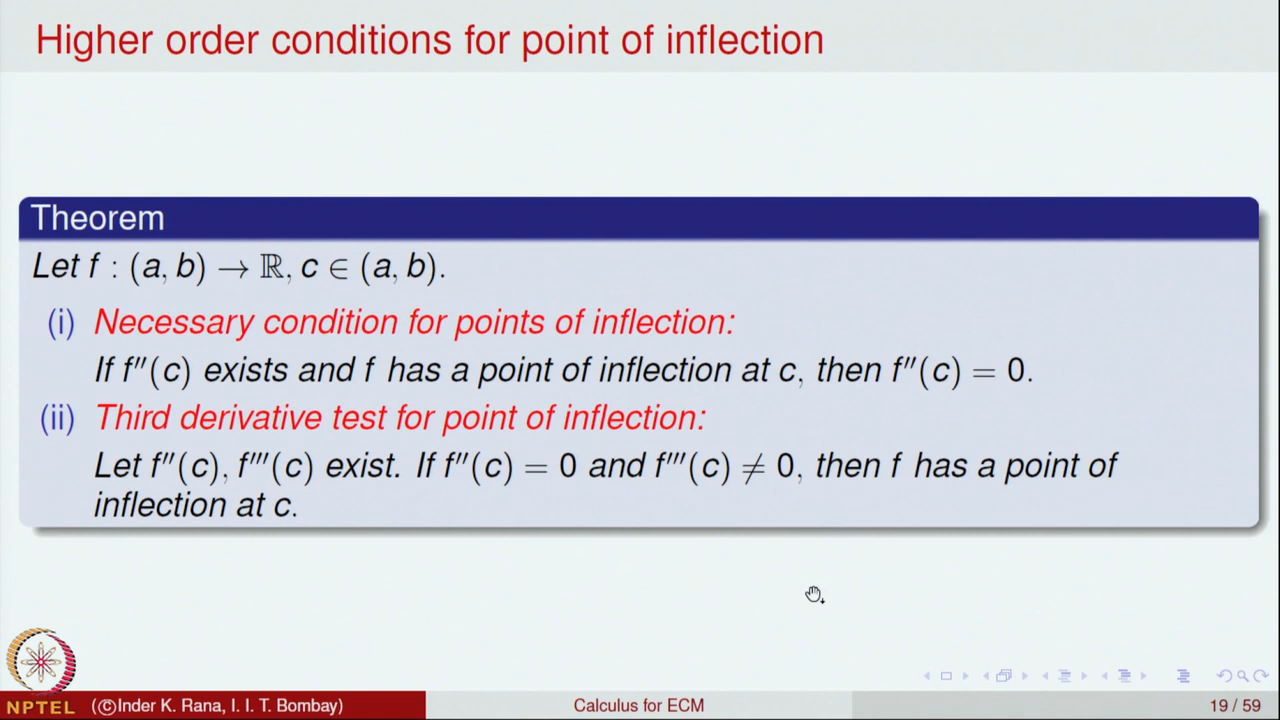 Higher order conditions for point of inflection
Theorem
Let f : (a, b) → ℝ, c ∈ (a, b).
(i) Necessary condition for points of inflection:
If f″(c) exists and f has a point of inflection at c, then f″(c) = 0.
(ii) Third derivative test for point of inflection:
Let f″(c), f‴(c) exist. If f″(c) = 0 and f‴(c) ≠ 0, then f has a point of
inflection at c.
NPTEL
(©Inder K. Rana, I. I. T. Bombay)
Calculus for ECM
19 / 59